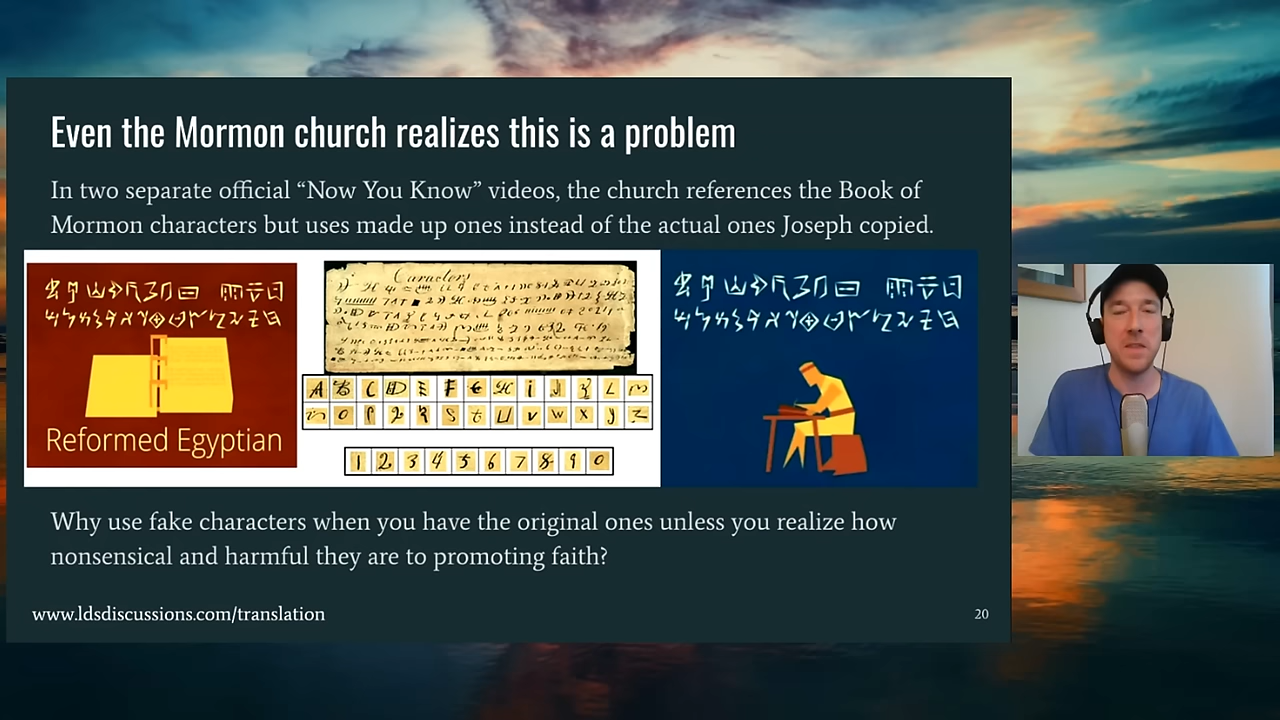 Even the Mormon church realizes this is a problem
In two separate official “Now You Know” videos, the church references the Book of
Mormon characters but uses made up ones instead of the actual ones Joseph copied.
Reformed Egyptian
Caracters
1 2 3 4 5 6 7 8 9 0
Why use fake characters when you have the original ones unless you realize how
nonsensical and harmful they are to promoting faith?
www.ldsdiscussions.com/translation
20